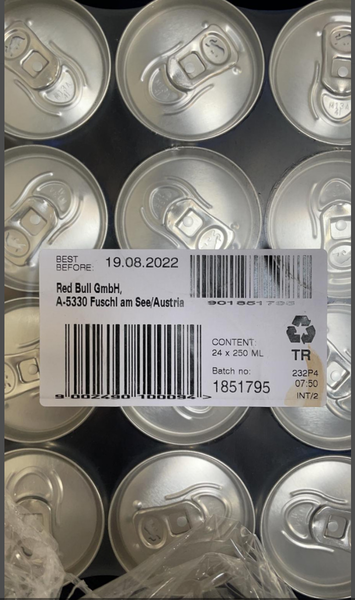 BEST
BEFORE: 19.08.2022
Red Bull GmbH,
A-5330 Fuschl am See/Austria
CONTENT:
24 x 250 ML
Batch no:
1851795
TR
232P4
07:50
INT/2